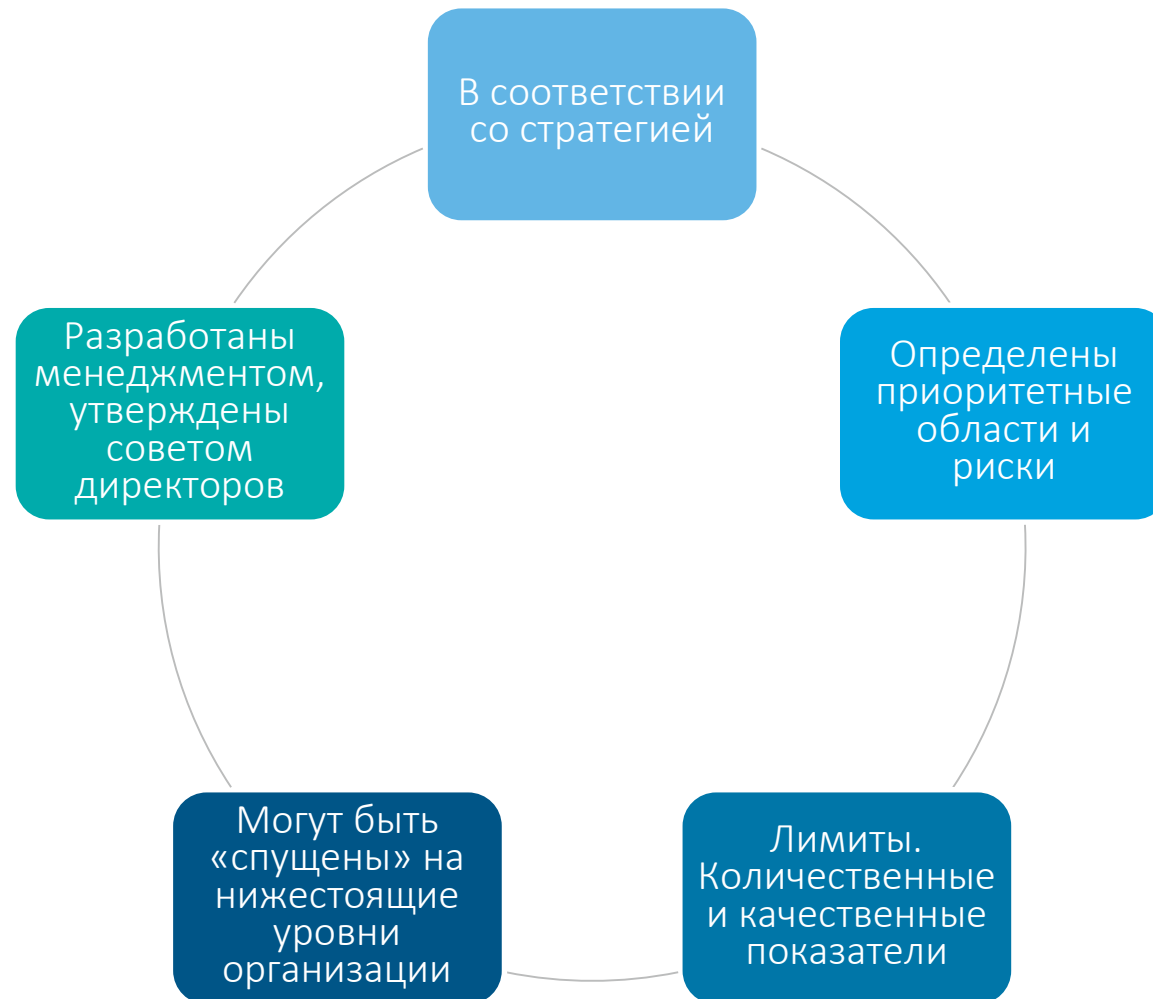 В соответствии
со стратегией
Определены
приоритетные
области и
риски
Лимиты.
Количественные
и качественные
показатели
Могут быть
«спущены» на
нижестоящие
уровни
организации
Разработаны
менеджментом,
утверждены
советом
директоров